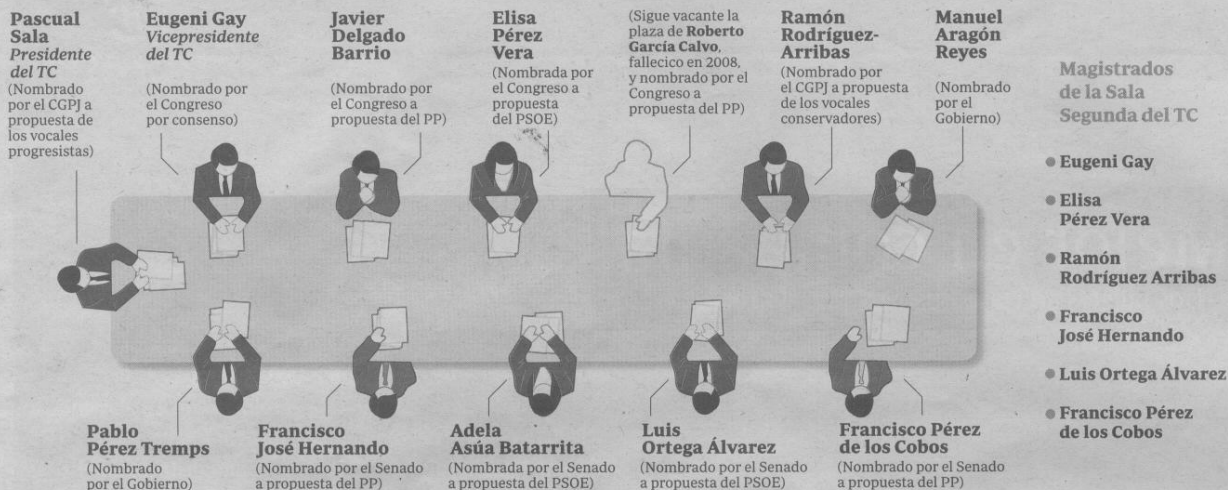 Pascual
Sala
Presidente
del TC
(Nombrado
por el CGPJ a
propuesta de
los vocales
progresistas)
Eugeni Gay
Vicepresidente
del TC
(Nombrado por
el Congreso
por consenso)
Javier
Delgado
Barrio
(Nombrado por
el Congreso a
propuesta del PP)
Elisa
Pérez
Vera
(Nombrada por
el Congreso a
propuesta
del PSOE)
(Sigue vacante la
plaza de Roberto
García Calvo,
fallecico en 2008,
y nombrado por el
Congreso a
propuesta del PP)
Ramón
Rodríguez-
Arribas
(Nombrado por
el CGPJ a propuesta
de los vocales
conservadores)
Manuel
Aragón
Reyes
(Nombrado
por el
Gobierno)
Pablo
Pérez Tremps
(Nombrado
por el Gobierno)
Francisco
José Hernando
(Nombrado por el Senado
a propuesta del PP)
Adela
Asúa Batarrita
(Nombrada por el Senado
a propuesta del PSOE)
Luis
Ortega Álvarez
(Nombrado por el Senado
a propuesta del PSOE)
Francisco Pérez
de los Cobos
(Nombrado por el Senado
a propuesta del PP)
Magistrados
de la Sala
Segunda del TC
Eugeni Gay
Elisa
Pérez Vera
Ramón
Rodríguez Arribas
Francisco
José Hernando
Luis Ortega Álvarez
Francisco Pérez
de los Cobos